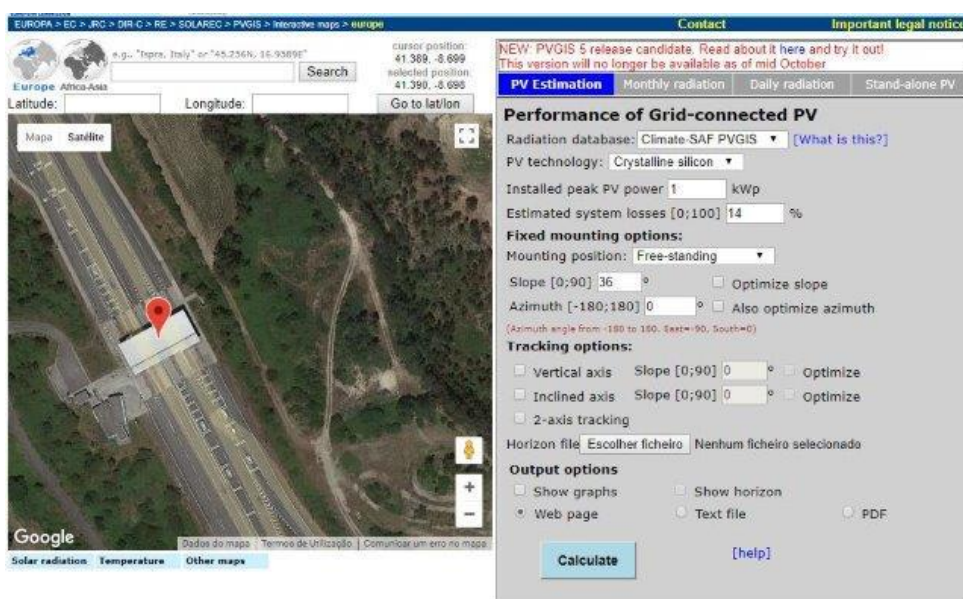 EUROPA > EC > JRC > DIR-C > RE > SOLAREC > PVGIS > Interactive maps > europe
Contact
Important legal notice
e.g., "Ispra, Italy" or "45.256N, 16.9589E"
Search
cursor position:
41.389, -8.699
selected position:
41.390, -8.698
Europe Africa-Asia
Latitude:
Longitude:
Go to lat/lon
Mapa Satélite
Google
Dados do mapa
Termos de Utilização
Comunicar um erro no mapa
Solar radiation Temperature Other maps
NEW: PVGIS 5 release candidate. Read about it here and try it out!
This version will no longer be available as of mid October
PV Estimation Monthly radiation Daily radiation Stand-alone PV
Performance of Grid-connected PV
Radiation database: Climate-SAF PVGIS [What is this?]
PV technology: Crystalline silicon
Installed peak PV power 1 kWp
Estimated system losses [0;100] 14 %
Fixed mounting options:
Mounting position: Free-standing
Slope [0;90] 36 º Optimize slope
Azimuth [-180;180] 0 º Also optimize azimuth
(Azimuth angle from -180 to 180. East=-90, South=0)
Tracking options:
Vertical axis Slope [0;90] 0 º Optimize
Inclined axis Slope [0;90] 0 º Optimize
2-axis tracking
Horizon file Escolher ficheiro Nenhum ficheiro selecionado
Output options
Show graphs Show horizon
Web page Text file PDF
Calculate [help]